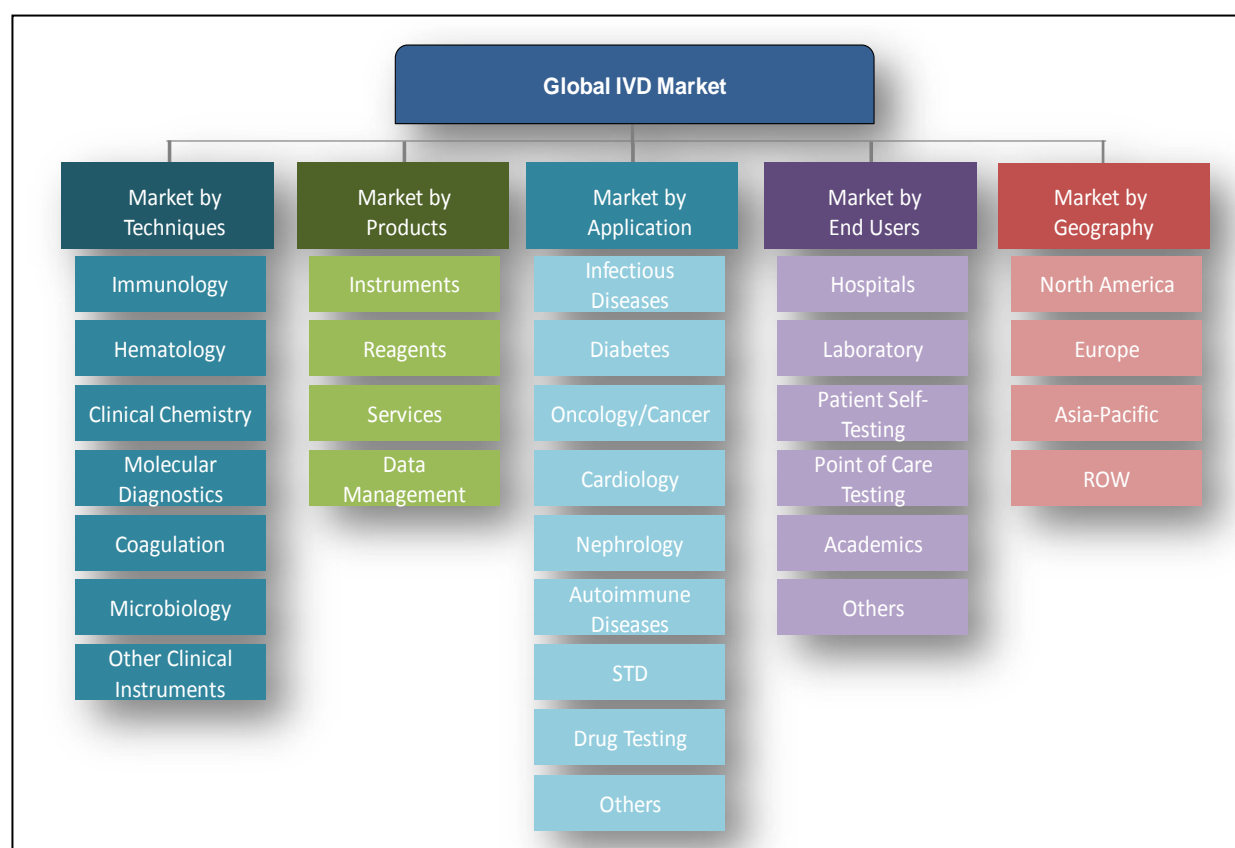 Global IVD Market
Market by
Techniques
Immunology
Hematology
Clinical Chemistry
Molecular
Diagnostics
Coagulation
Microbiology
Other Clinical
Instruments
Market by
Products
Instruments
Reagents
Services
Data
Management
Market by
Application
Infectious
Diseases
Diabetes
Oncology/Cancer
Cardiology
Nephrology
Autoimmune
Diseases
STD
Drug Testing
Others
Market by
End Users
Hospitals
Laboratory
Patient Self-
Testing
Point of Care
Testing
Academics
Others
Market by
Geography
North America
Europe
Asia-Pacific
ROW